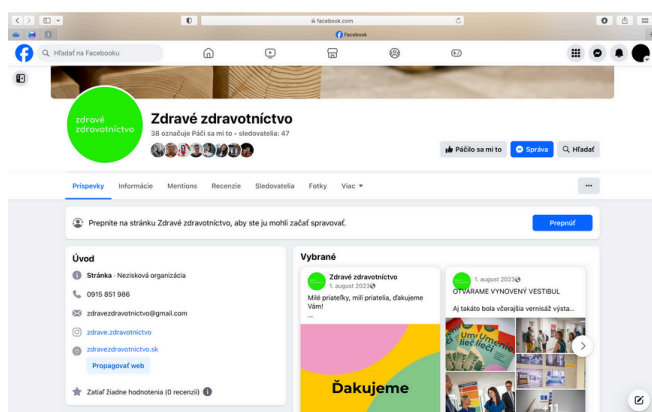 facebook.com
Facebook
Hľadať na Facebooku
zdravé
zdravotníctvo
Zdravé zdravotníctvo
38 označuje Páči sa mi to • sledovatelia: 47
Páčilo sa mi to
Správa
Hľadať
Príspevky Informácie Mentions Recenzie Sledovatelia Fotky Viac
Prepnite na stránku Zdravé zdravotníctvo, aby ste ju mohli začať spravovať.
Prepnúť
Úvod
Stránka · Nezisková organizácia
0915 851 986
zdravezdravotnictvo@gmail.com
zdrave.zdravotnictvo
zdravezdravotnictvo.sk
Propagovať web
Zatiaľ žiadne hodnotenia (0 recenzií)
Vybrané
Zdravé zdravotníctvo
1. august 2023
Milé priateľky, milí priatelia, ďakujeme
Vám!
...
Ďakujeme
1. august 2023
OTVÁRAME VYNOVENÝ VESTIBUL
Aj takáto bola včerajšia vernisáž výsta...
Umenie
lieči